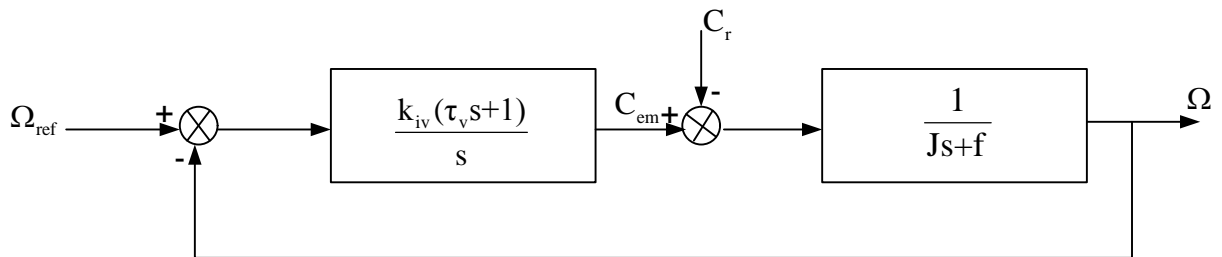 C_r
Ω_ref
+
-
k_iv(τ_v s+1)
s
C_em
+
-
1
Js+f
Ω